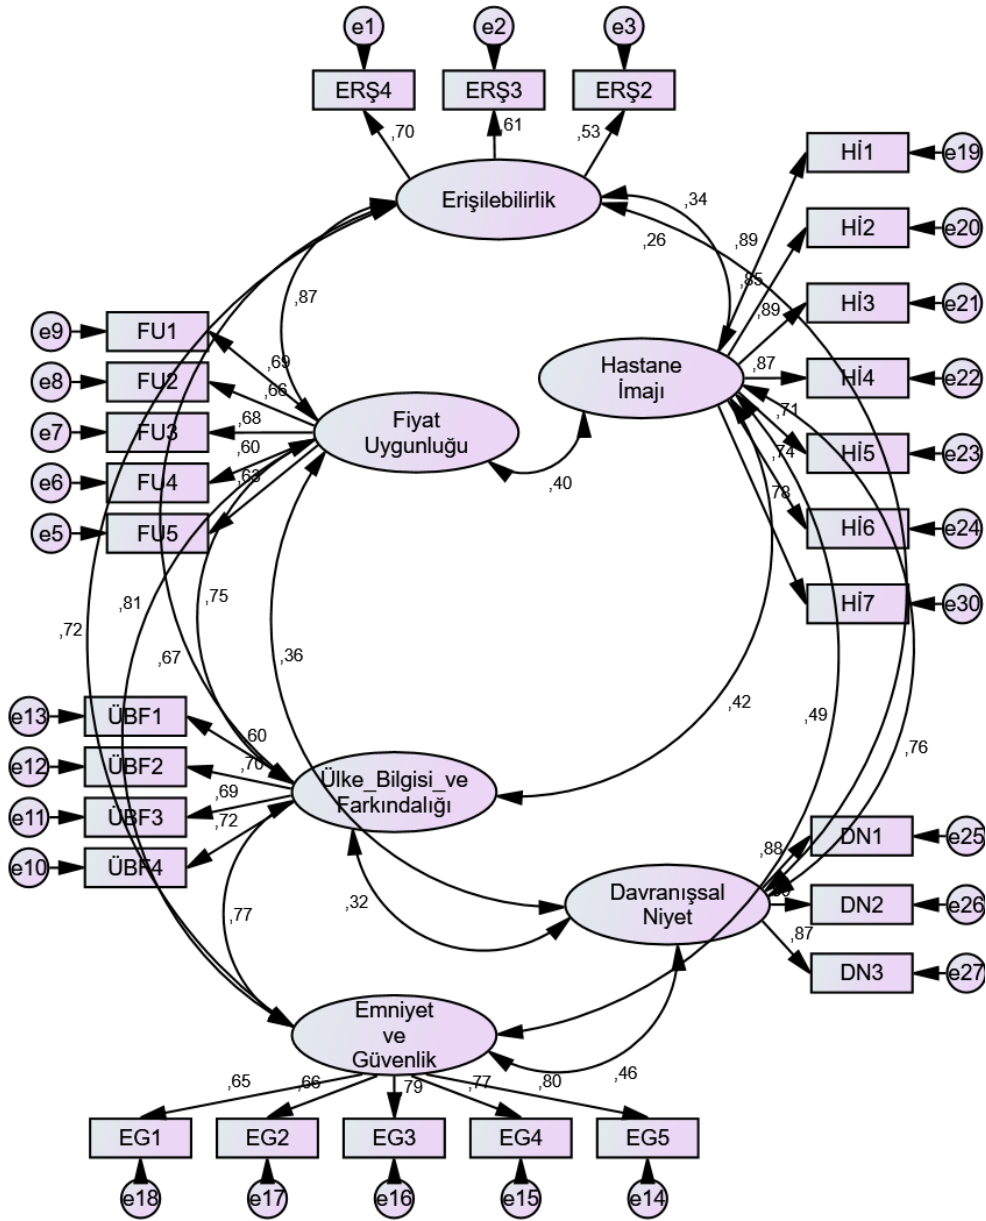 e1 e2 e3
ERŞ4 ERŞ3 ERŞ2
,70 ,61 ,53
Erişilebilirlik
Hİ1 e19
Hİ2 e20
Hİ3 e21
Hİ4 e22
Hİ5 e23
Hİ6 e24
Hİ7 e30
,34
,26
,89
,85
,89
,87
,71
,74
,78
Hastane
İmajı
,87
e9 FU1
e8 FU2
e7 FU3
e6 FU4
e5 FU5
,69
,66
,68
,60
,63
Fiyat
Uygunluğu
,40
,75
,81
,72
,67
,36
,42
,49
,76
e13 ÜBF1
e12 ÜBF2
e11 ÜBF3
e10 ÜBF4
,60
,70
,69
,72
Ülke_Bilgisi_ve
Farkındalığı
,77
,32
Davranışsal
Niyet
,88
,87
DN1 e25
DN2 e26
DN3 e27
Emniyet
ve
Güvenlik
,46
,65 ,66 ,79 ,77 ,80
EG1 EG2 EG3 EG4 EG5
e18 e17 e16 e15 e14